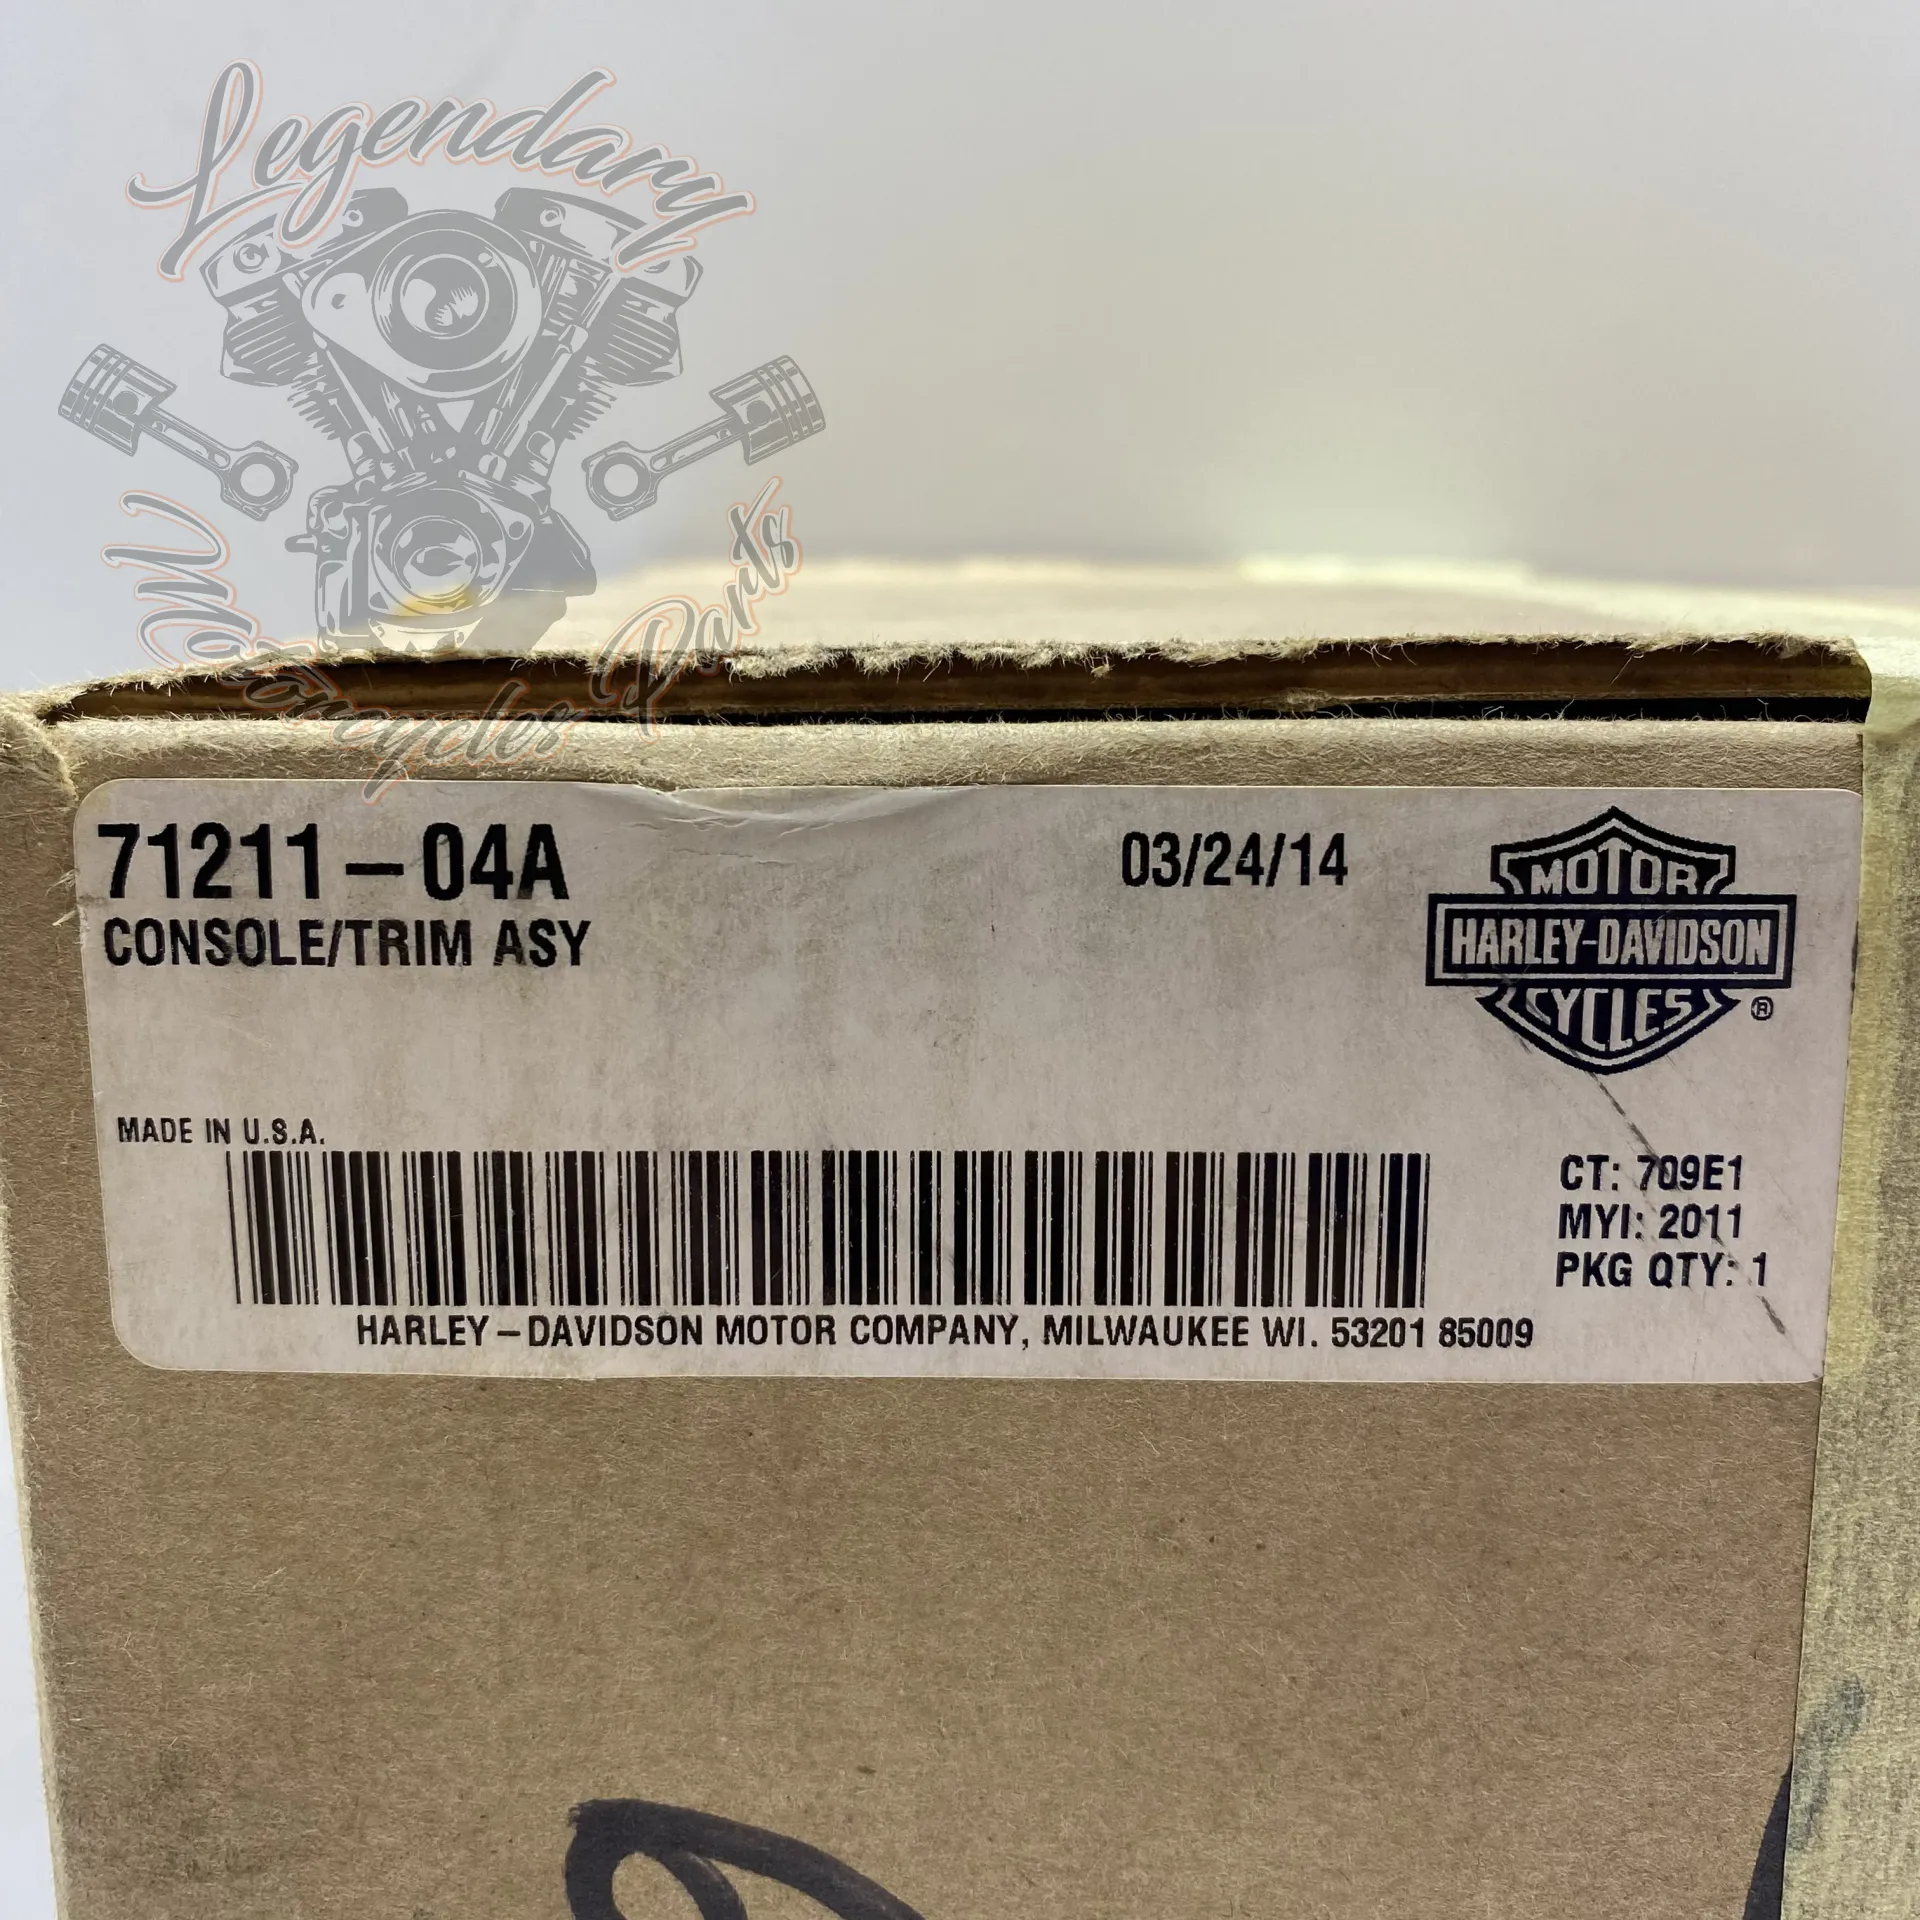 Legendary
Motorcycles Parts
71211-04A
03/24/14
CONSOLE/TRIM ASY
MOTOR
HARLEY-DAVIDSON
CYCLES
®
MADE IN U.S.A.
CT: 709E1
MYI: 2011
PKG QTY: 1
HARLEY-DAVIDSON MOTOR COMPANY, MILWAUKEE WI. 53201 85009